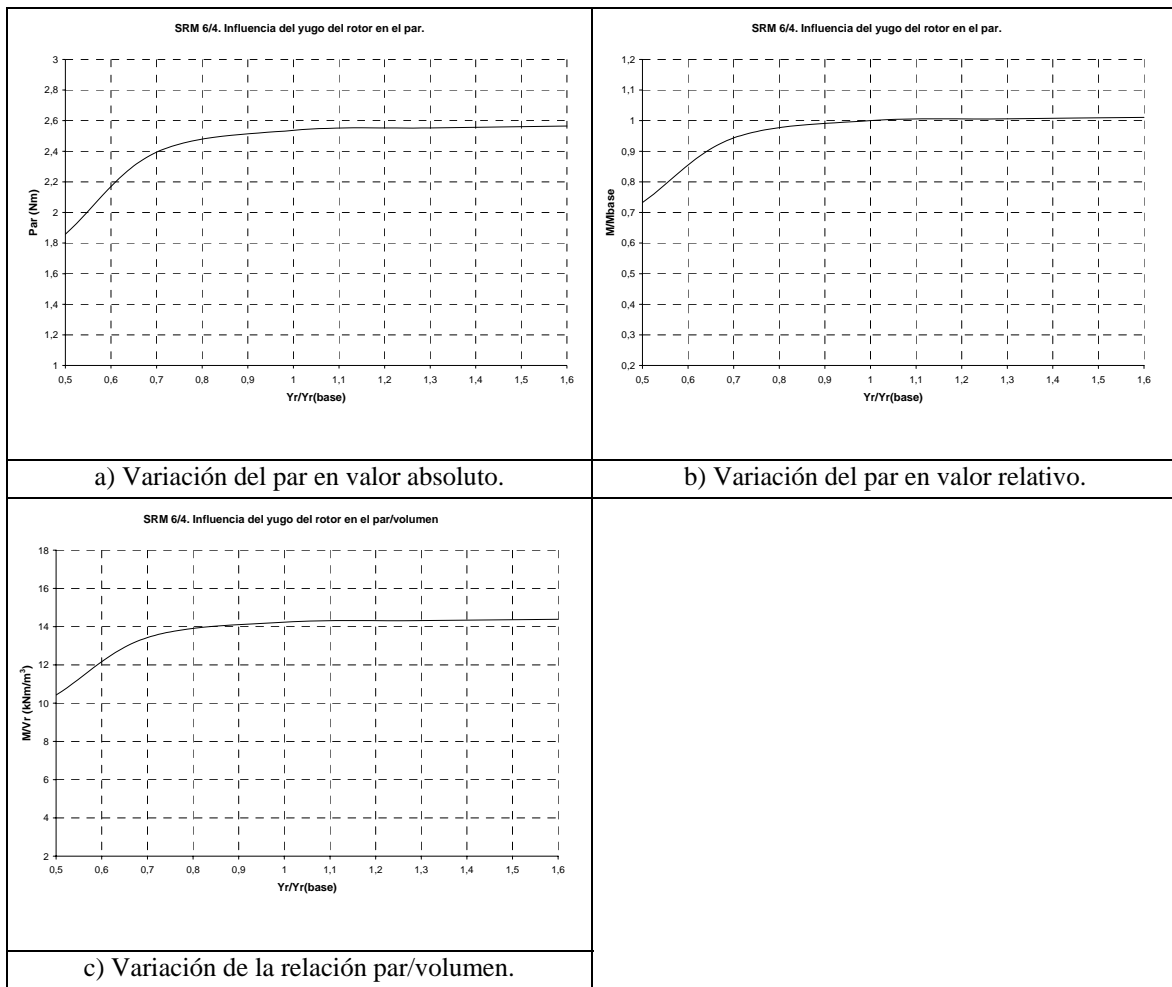 SRM 6/4. Influencia del yugo del rotor en el par.
3
2,8
2,6
2,4
2,2
2
1,8
1,6
1,4
1,2
1
Par (Nm)
0,5 0,6 0,7 0,8 0,9 1 1,1 1,2 1,3 1,4 1,5 1,6
Yr/Yr(base)
a) Variación del par en valor absoluto.
SRM 6/4. Influencia del yugo del rotor en el par.
1,2
1,1
1
0,9
0,8
0,7
0,6
0,5
0,4
0,3
0,2
M/Mbase
0,5 0,6 0,7 0,8 0,9 1 1,1 1,2 1,3 1,4 1,5 1,6
Yr/Yr(base)
b) Variación del par en valor relativo.
SRM 6/4. Influencia del yugo del rotor en el par/volumen
18
16
14
12
10
8
6
4
2
M/Vr (kNm/m³)
0,5 0,6 0,7 0,8 0,9 1 1,1 1,2 1,3 1,4 1,5 1,6
Yr/Yr(base)
c) Variación de la relación par/volumen.